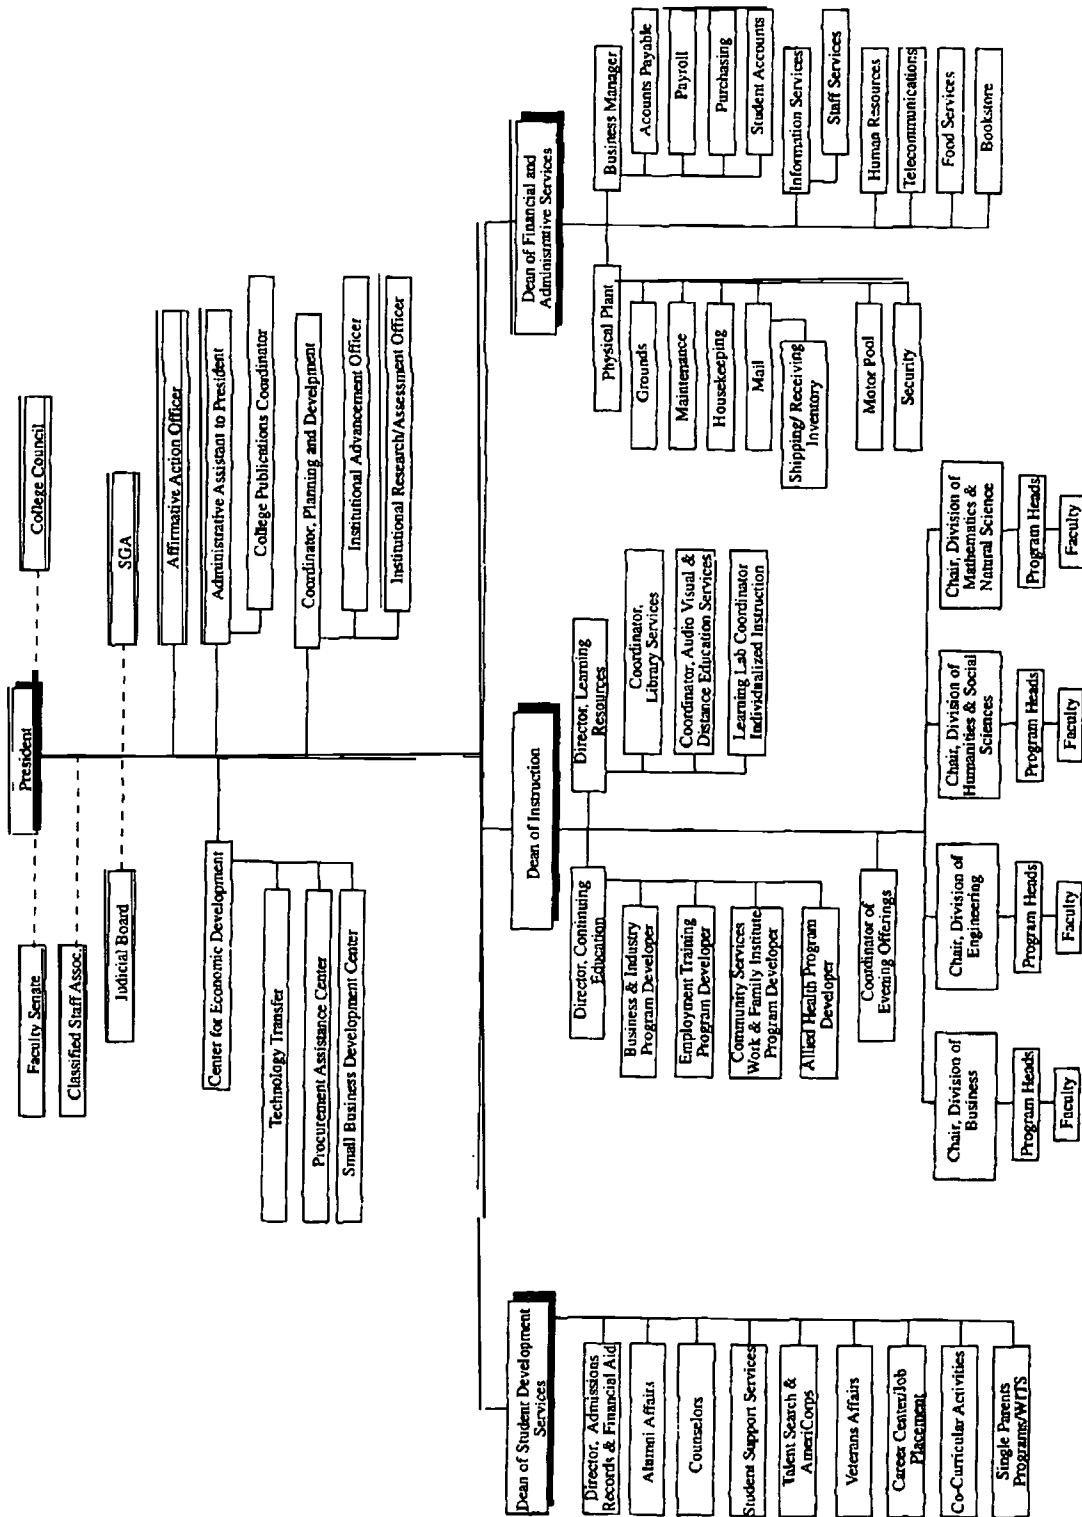 President
Faculty Senate
College Council
Classified Staff Assoc.
Judicial Board
SGA
Affirmative Action Officer
Center for Economic Development
Administrative Assistant to President
College Publications Coordinator
Technology Transfer
Procurement Assistance Center
Small Business Development Center
Coordinator, Planning and Develpment
Institutional Advancement Officer
Institutional Research/Assessment Officer
Dean of Student Development
Services
Director, Admissions
Records & Financial Aid
Alumni Affairs
Counselors
Student Support Services
Talent Search &
AmeriCorps
Veterans Affairs
Career Center/Job
Placement
Co-Curricular Activities
Single Parents
Programs/WITS
Dean of Instruction
Director, Continuing
Education
Business & Industry
Program Developer
Employment Training
Program Developer
Community Services
Work & Family Institute
Program Developer
Allied Health Program
Developer
Director, Learning
Resources
Coordinator,
Library Services
Coordinator, Audio Visual &
Distance Education Services
Learning Lab Coordinator
Individualized Instruction
Coordinator of
Evening Offerings
Chair, Division of
Business
Program Heads
Faculty
Chair, Division of
Engineering
Program Heads
Faculty
Chair, Division of
Humanities & Social
Sciences
Program Heads
Faculty
Chair, Division of
Mathematics &
Natural Science
Program Heads
Faculty
Dean of Financial and
Administrative Services
Physical Plant
Grounds
Maintenance
Housekeeping
Mail
Shipping/ Receiving
Inventory
Motor Pool
Security
Business Manager
Acounts Payable
Payroll
Purchasing
Student Accounts
Information Services
Staff Services
Human Resources
Telecommunications
Food Services
Bookstore